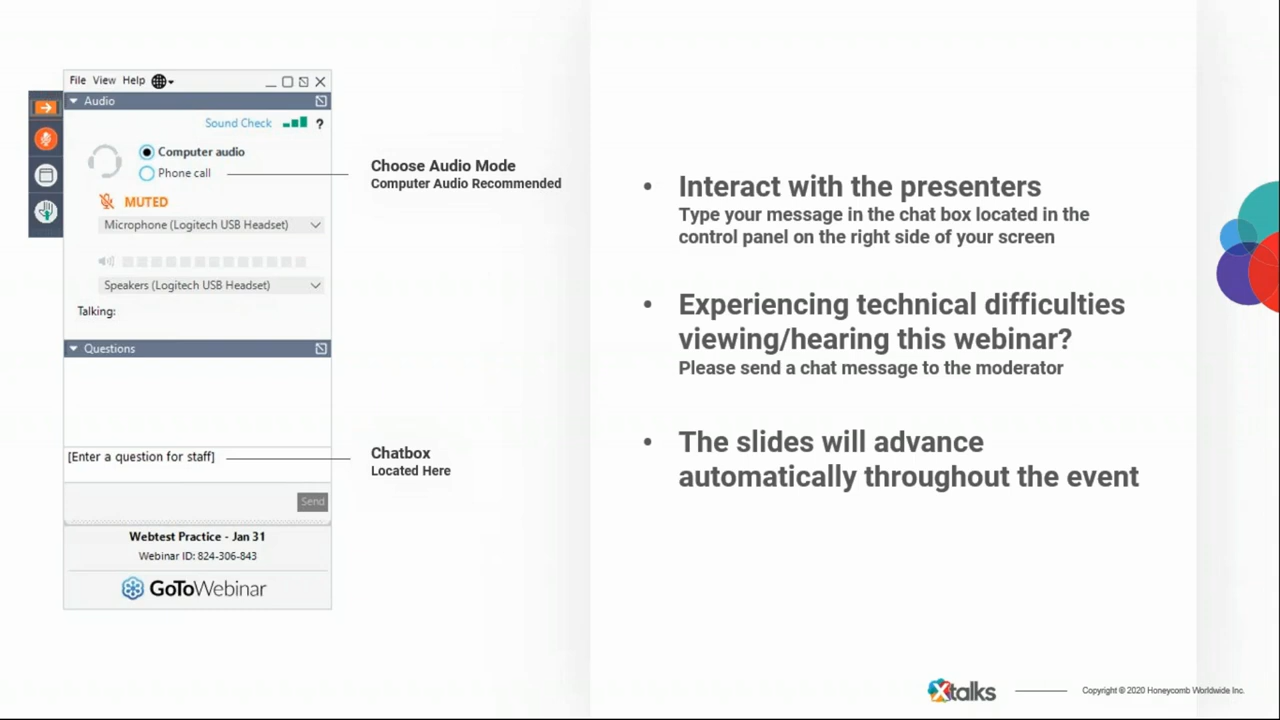 File View Help
Audio
Sound Check ?
Computer audio
Phone call
MUTED
Microphone (Logitech USB Headset)
Speakers (Logitech USB Headset)
Talking:
Questions
[Enter a question for staff]
Send
Webtest Practice - Jan 31
Webinar ID: 824-306-843
GoToWebinar
Choose Audio Mode
Computer Audio Recommended
Chatbox
Located Here
• Interact with the presenters
Type your message in the chat box located in the
control panel on the right side of your screen
• Experiencing technical difficulties
viewing/hearing this webinar?
Please send a chat message to the moderator
• The slides will advance
automatically throughout the event
Xtalks
Copyright © 2020 Honeycomb Worldwide Inc.